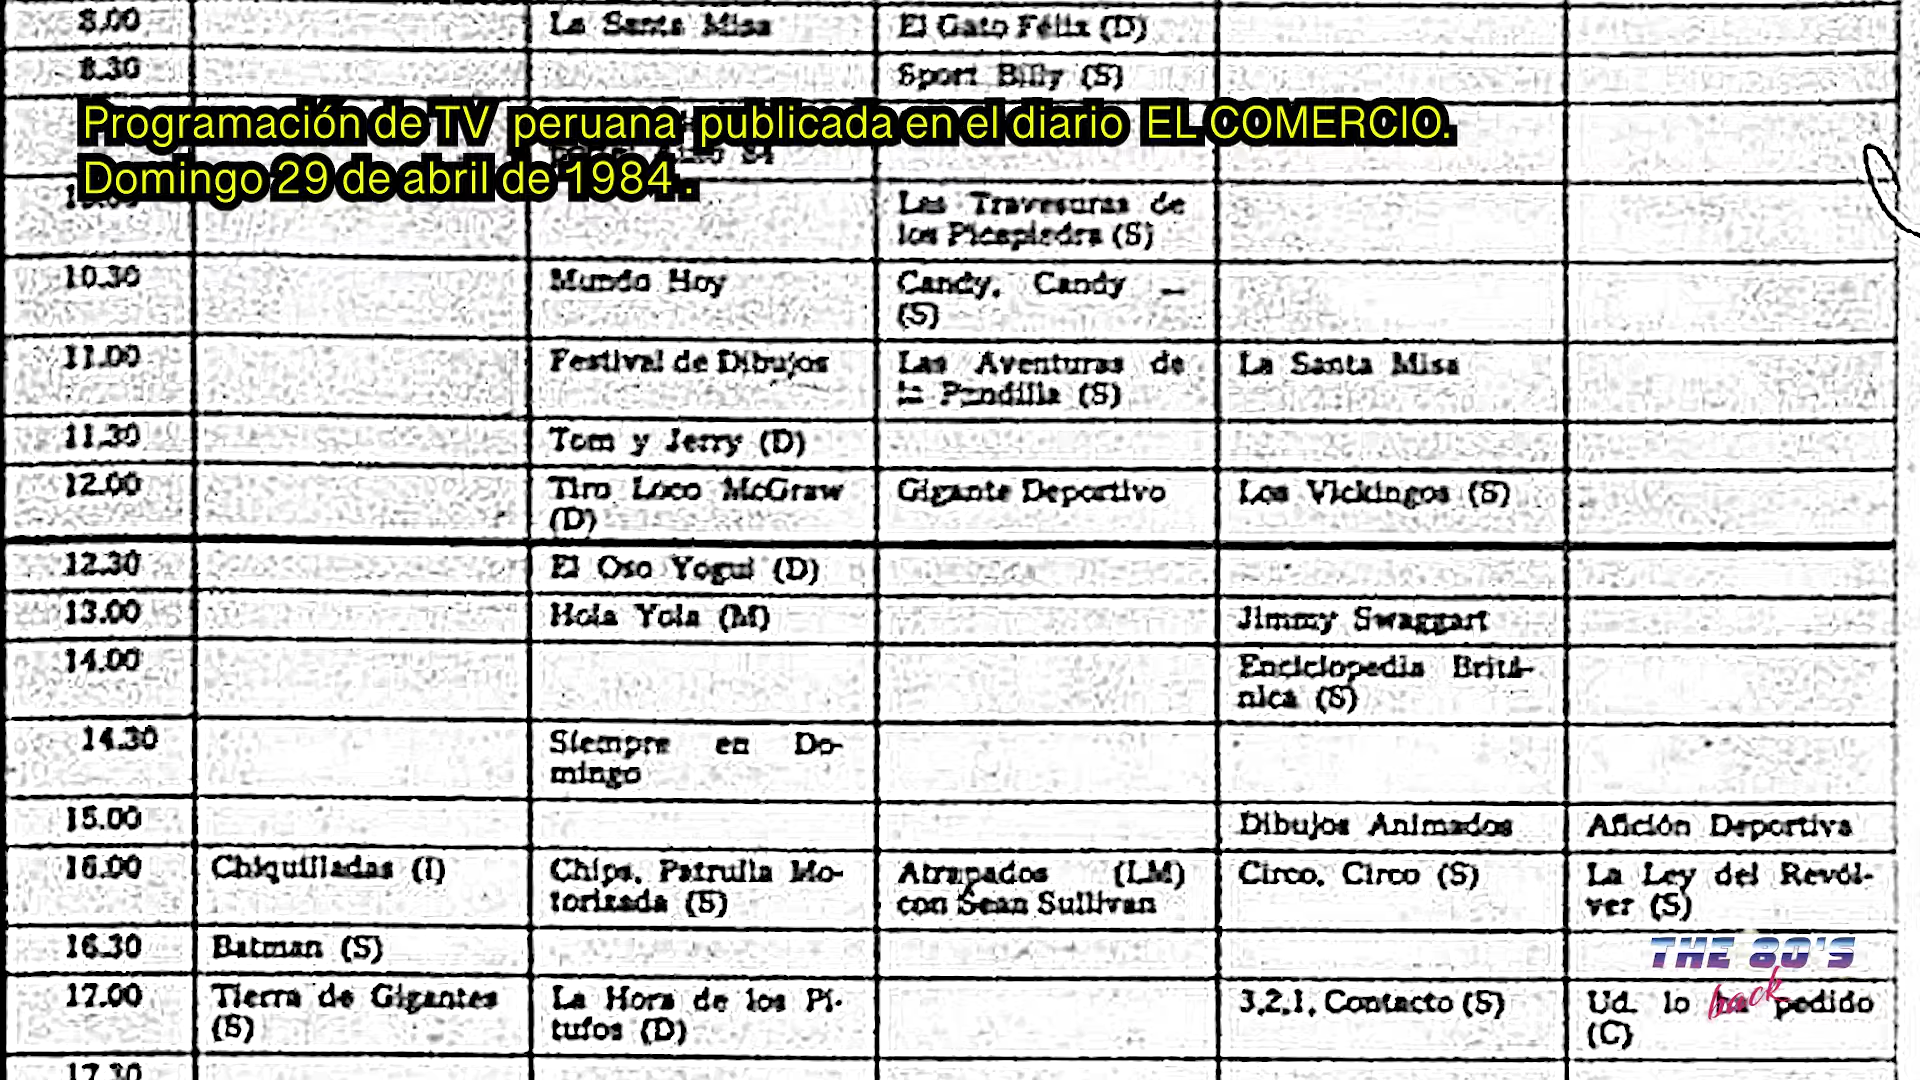 8.00 La Santa Misa El Gato Félix (D)
8.30 Sport Billy (S)
Programación de TV peruana publicada en el diario EL COMERCIO.
Domingo 29 de abril de 1984.
Las Travesuras de
los Picapiedra (S)
10.30 Mundo Hoy Candy, Candy –
(S)
11.00 Festival de Dibujos Las Aventuras de La Santa Misa
la Pandilla (S)
11.30 Tom y Jerry (D)
12.00 Tiro Loco McGraw Gigante Deportivo Los Vickingos (S)
(D)
12.30 El Oso Yogui (D)
13.00 Hola Yola (M) Jimmy Swaggart
14.00 Enciclopedia Britá-
nica (S)
14.30 Siempre en Do-
mingo
15.00 Dibujos Animados Afición Deportiva
16.00 Chiquilladas (I) Chips, Patrulla Mo- Atrapados (LM) Circo, Circo (S) La Ley del Revól-
torizada (S) con Sean Sullivan ver (S)
16.30 Batman (S)
THE 80'S
back
17.00 Tierra de Gigantes La Hora de los Pi- 3,2,1, Contacto (S) Ud. lo ha pedido
(S) tufos (D) (C)
17.30